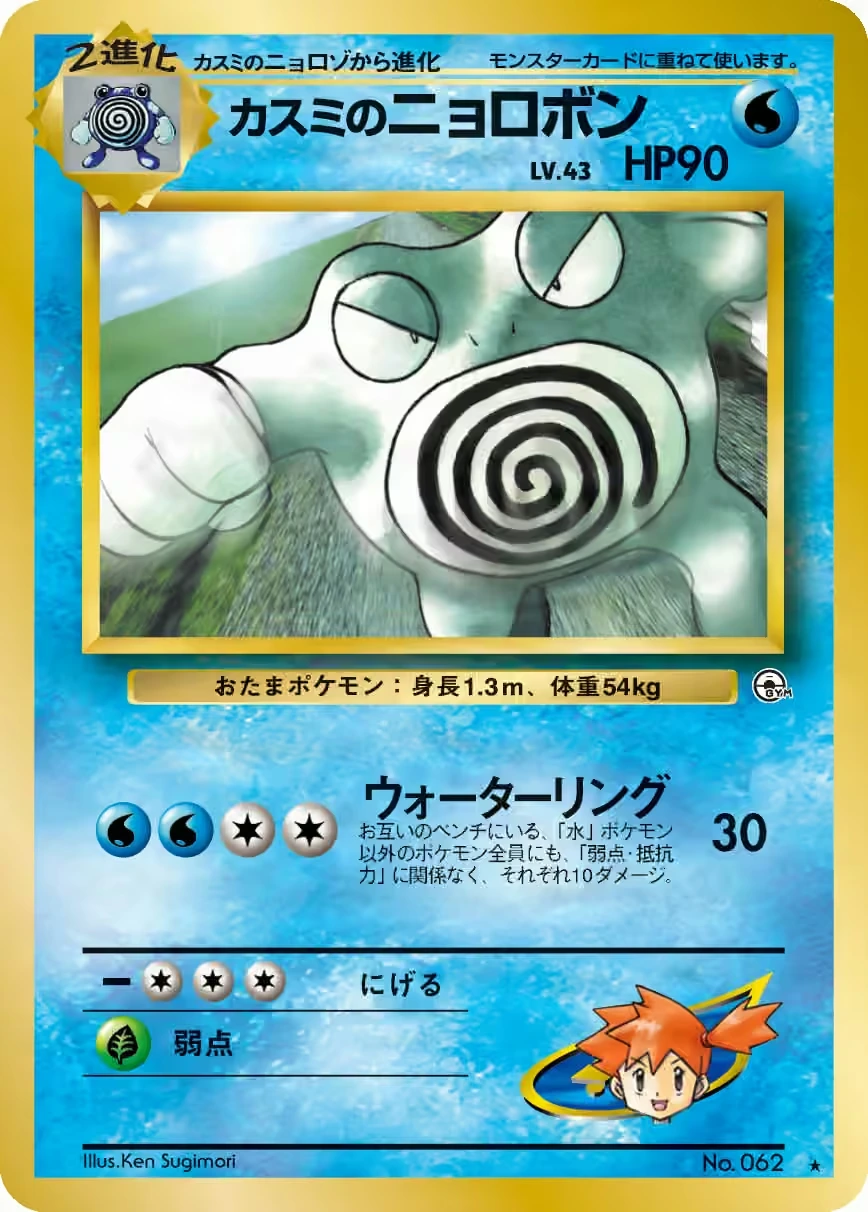 2進化
カスミのニョロゾから進化
モンスターカードに重ねて使います。
カスミのニョロボン
LV.43 HP90
おたまポケモン：身長1.3m、体重54kg
GYM
ウォーターリング
30
お互いのベンチにいる、「水」ポケモン
以外のポケモン全員にも、「弱点・抵抗
力」に関係なく、それぞれ10ダメージ。
にげる
弱点
Illus.Ken Sugimori
No. 062 ★